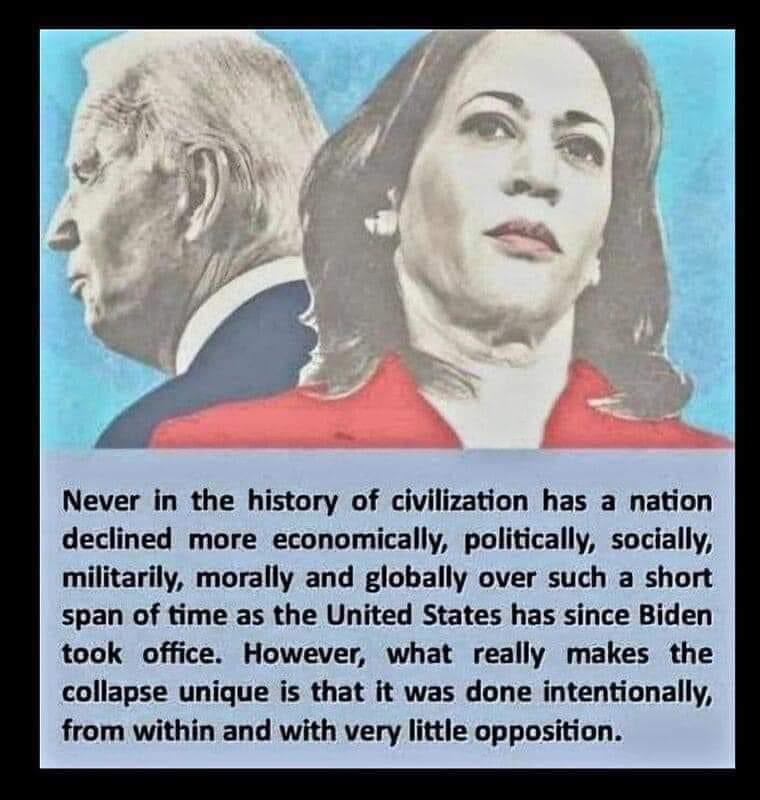 Never in the history of civilization has a nation
declined more economically, politically, socially,
militarily, morally and globally over such a short
span of time as the United States has since Biden
took office. However, what really makes the
collapse unique is that it was done intentionally,
from within and with very little opposition.